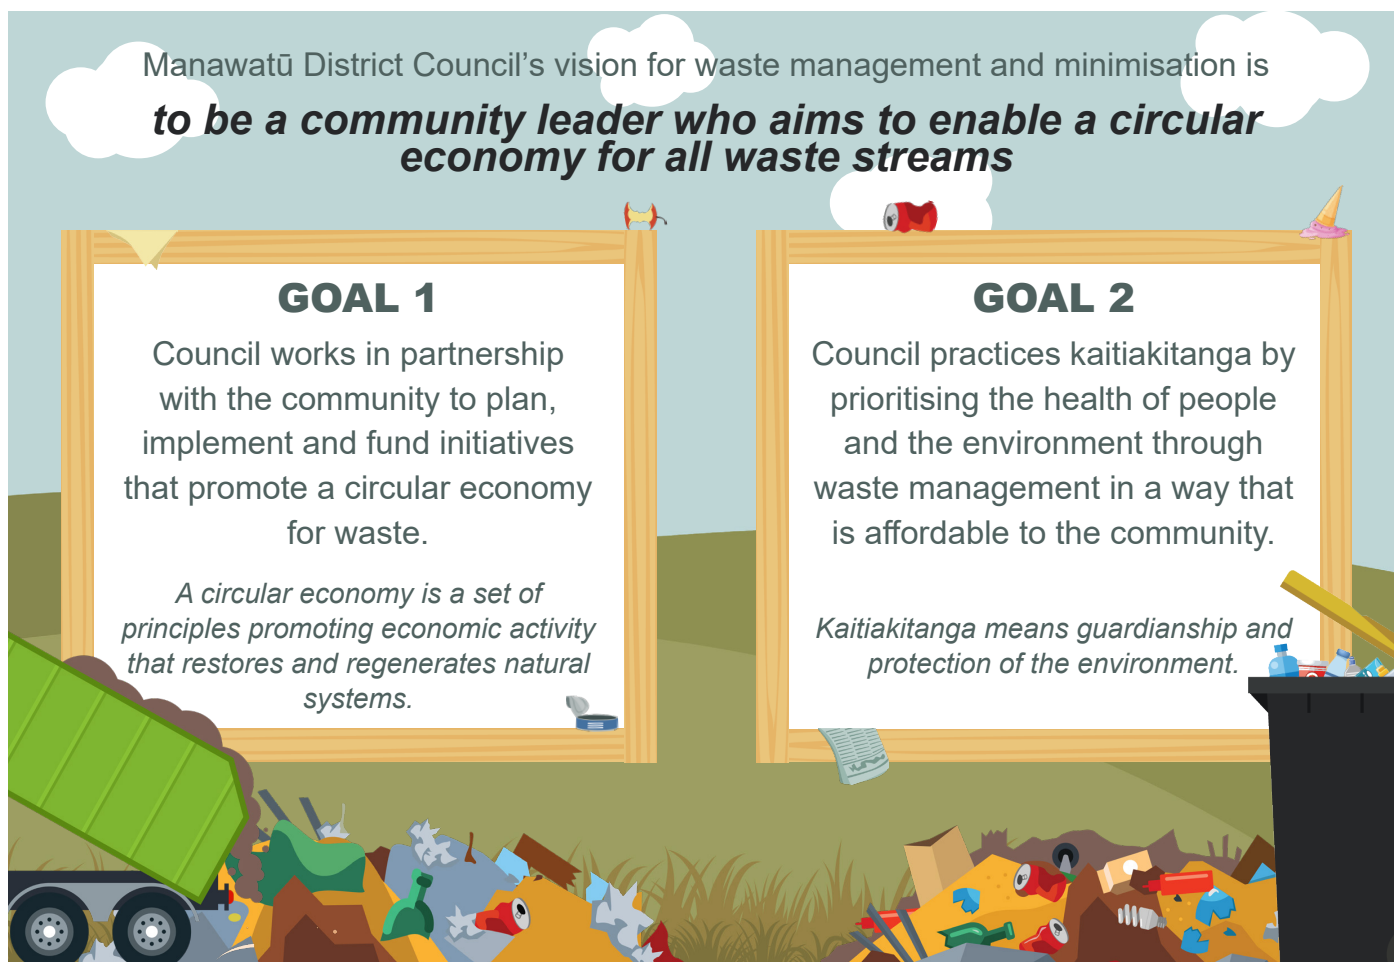 Manawatū District Council's vision for waste management and minimisation is
to be a community leader who aims to enable a circular
economy for all waste streams
GOAL 1
Council works in partnership
with the community to plan,
implement and fund initiatives
that promote a circular economy
for waste.
A circular economy is a set of
principles promoting economic activity
that restores and regenerates natural
systems.
GOAL 2
Council practices kaitiakitanga by
prioritising the health of people
and the environment through
waste management in a way that
is affordable to the community.
Kaitiakitanga means guardianship and
protection of the environment.